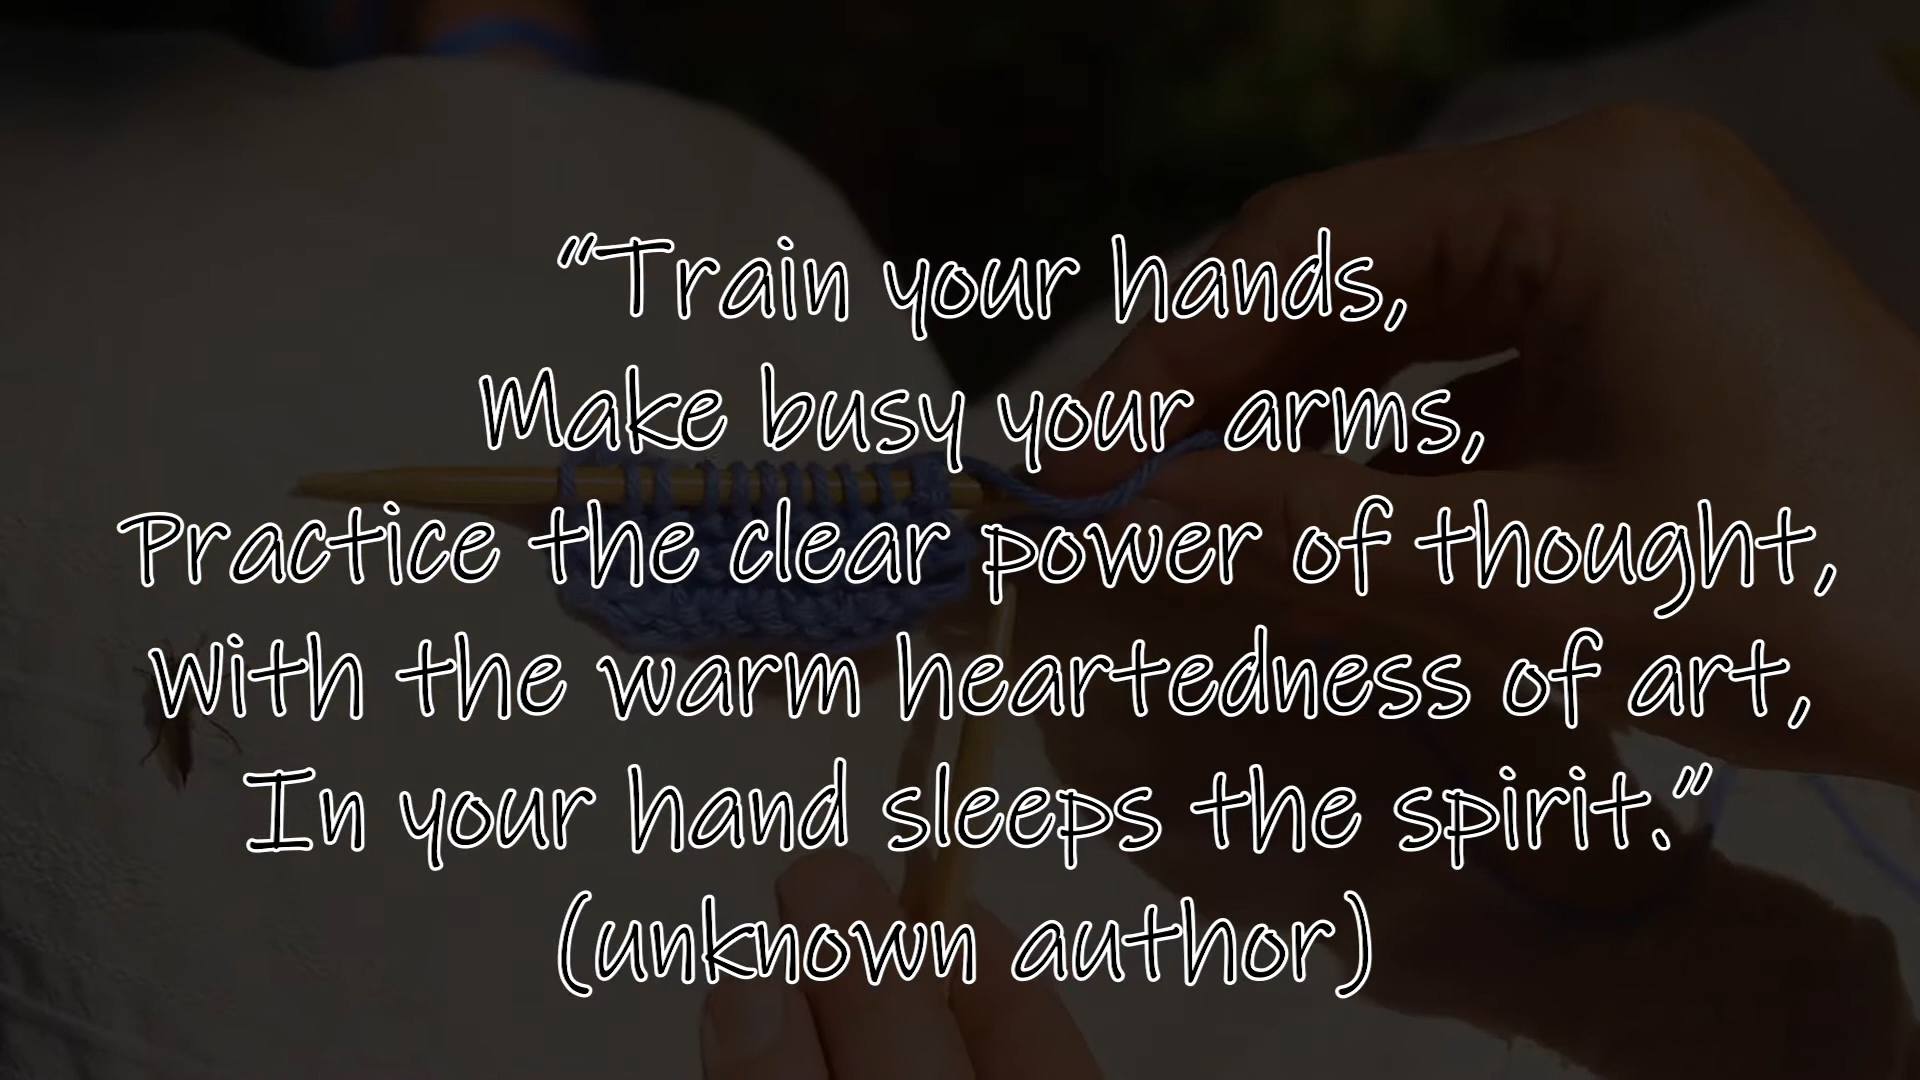 “Train your hands,
Make busy your arms,
Practice the clear power of thought,
With the warm heartedness of art,
In your hand sleeps the spirit.”
(unknown author)